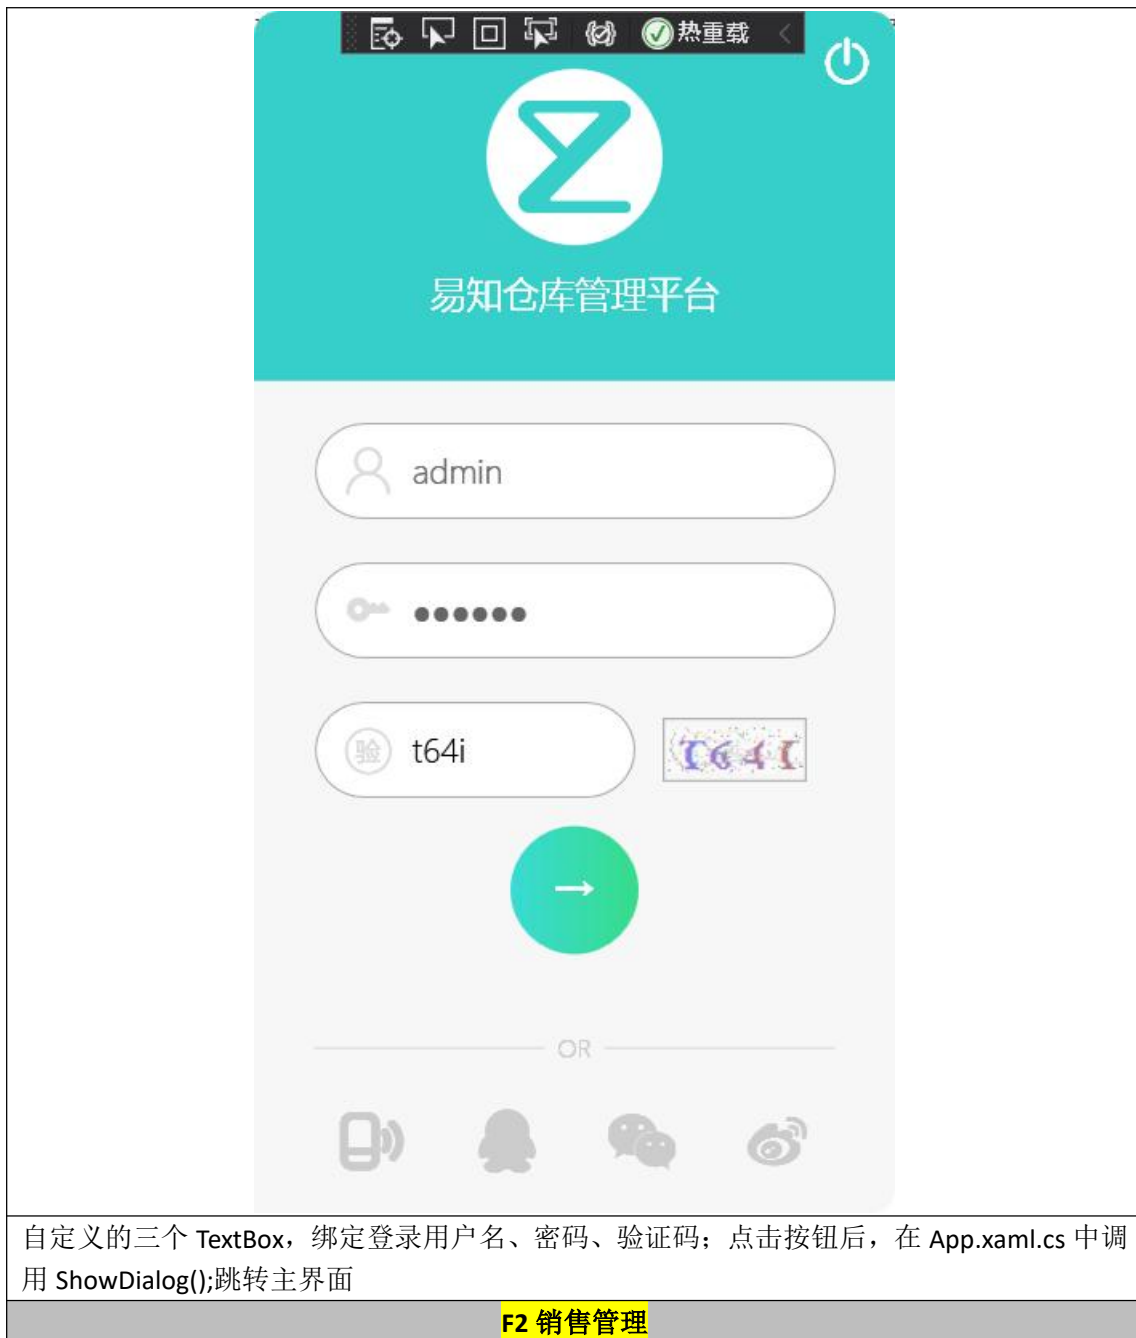 热重载
易知仓库管理平台
admin
验
t64i
T64I
OR
自定义的三个 TextBox，绑定登录用户名、密码、验证码；点击按钮后，在 App.xaml.cs 中调
用 ShowDialog();跳转主界面
F2 销售管理